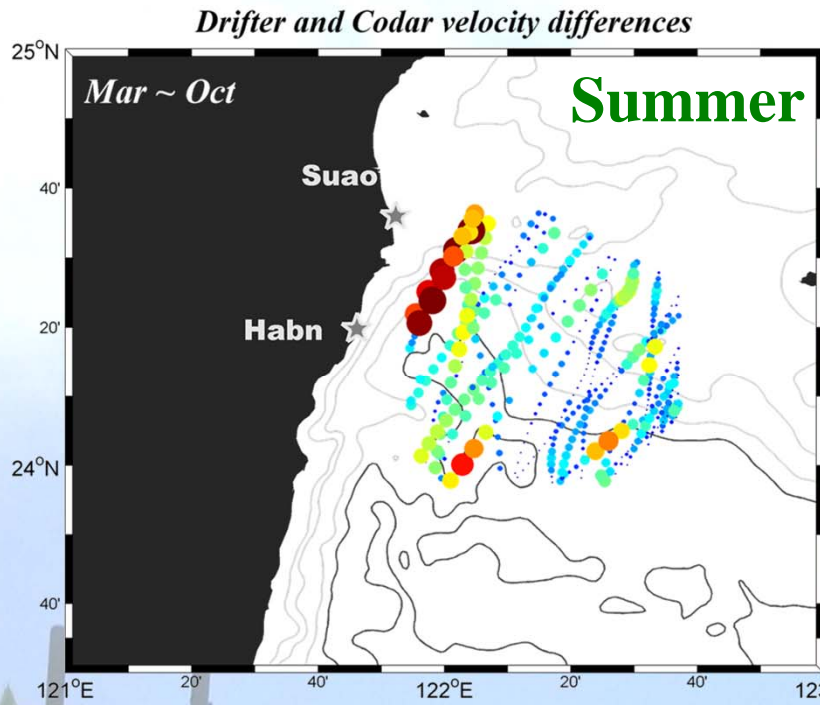 Drifter and Codar velocity differences
25°N
Mar ~ Oct
Summer
Suao
40'
Habn
20'
24°N
40'
121°E
20'
40'
122°E
20'
40'